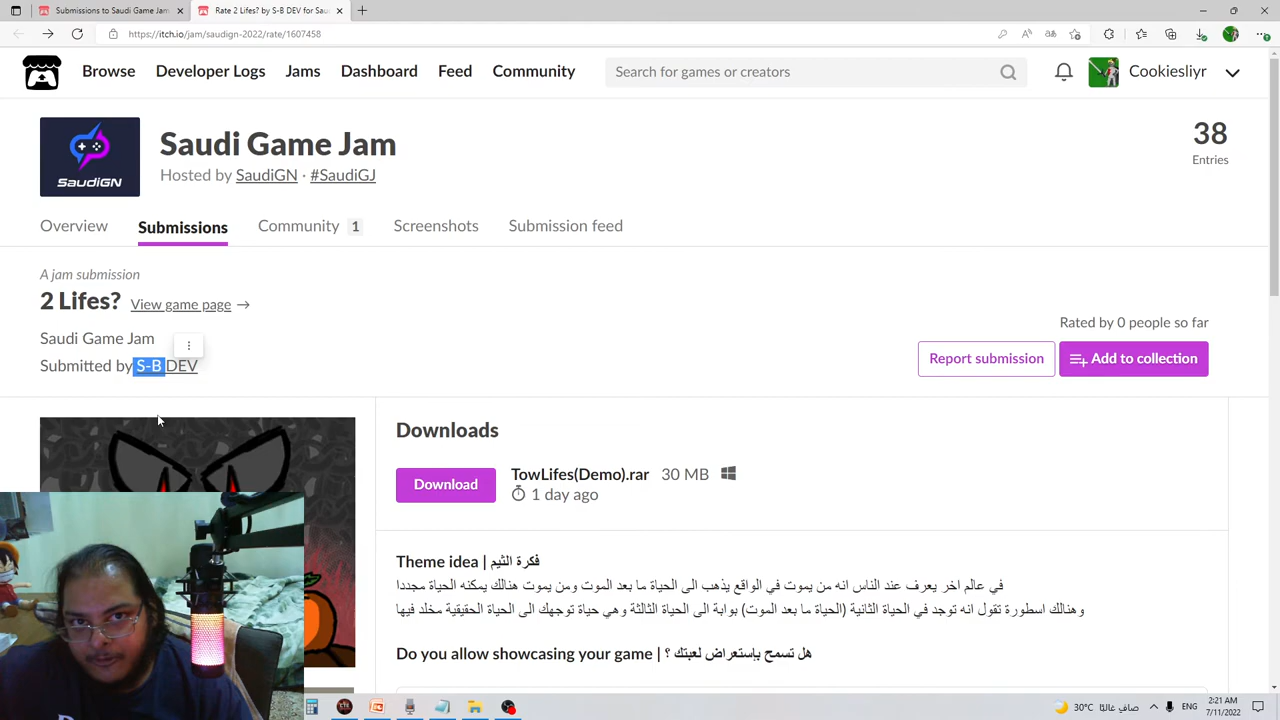 Submissions to Saudi Game Jam
Rate 2 Lifes? by S-B DEV for Sau
https://itch.io/jam/saudign-2022/rate/1607458
Browse
Developer Logs
Jams
Dashboard
Feed
Community
Search for games or creators
Cookiesliyr
SaudiGN
Saudi Game Jam
Hosted by SaudiGN · #SaudiGJ
38
Entries
Overview
Submissions
Community 1
Screenshots
Submission feed
A jam submission
2 Lifes? View game page →
Saudi Game Jam
Submitted by S-B DEV
Rated by 0 people so far
Report submission
Add to collection
Downloads
Download
TowLifes(Demo).rar 30 MB
1 day ago
Theme idea | فكرة الثيم
في عالم اخر يعرف عند الناس انه من يموت في الواقع يذهب الى الحياة ما بعد الموت ومن يموت هنالك يمكنه الحياة مجددا
وهنالك اسطورة تقول انه توجد في الحياة الثانية (الحياة ما بعد الموت) بوابة الى الحياة الثالثة وهي حياة توجهك الى الحياة الحقيقية مخلد فيها
Do you allow showcasing your game | هل تسمح بإستعراض لعبتك ؟
30°C صافٍ غالبًا
ENG
2:21 AM
7/11/2022